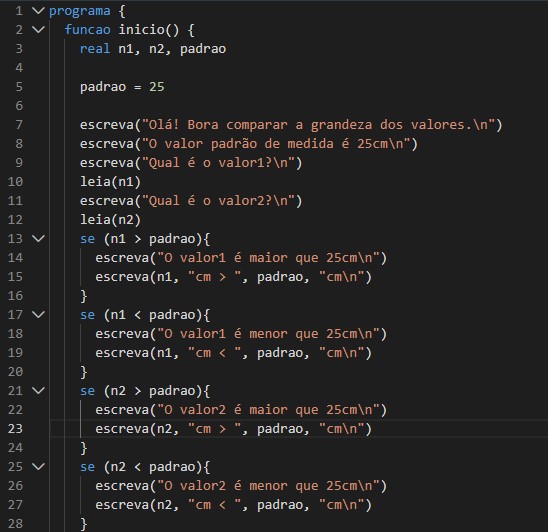 1 programa {
2 funcao inicio() {
3 real n1, n2, padrao
4
5 padrao = 25
6
7 escreva("Olá! Bora comparar a grandeza dos valores.\n")
8 escreva("O valor padrão de medida é 25cm\n")
9 escreva("Qual é o valor1?\n")
10 leia(n1)
11 escreva("Qual é o valor2?\n")
12 leia(n2)
13 se (n1 > padrao){
14 escreva("O valor1 é maior que 25cm\n")
15 escreva(n1, "cm > ", padrao, "cm\n")
16 }
17 se (n1 < padrao){
18 escreva("O valor1 é menor que 25cm\n")
19 escreva(n1, "cm < ", padrao, "cm\n")
20 }
21 se (n2 > padrao){
22 escreva("O valor2 é maior que 25cm\n")
23 escreva(n2, "cm > ", padrao, "cm\n")
24 }
25 se (n2 < padrao){
26 escreva("O valor2 é menor que 25cm\n")
27 escreva(n2, "cm < ", padrao, "cm\n")
28 }